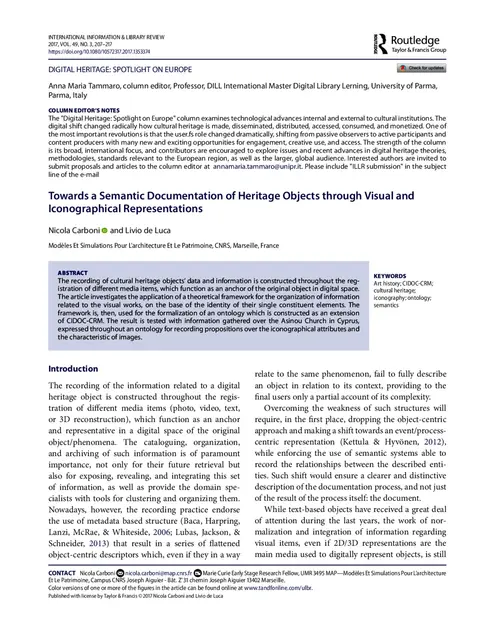 INTERNATIONAL INFORMATION & LIBRARY REVIEW
2017, VOL. 49, NO. 3, 207–217
https://doi.org/10.1080/10572317.2017.1353374
Routledge
Taylor & Francis Group
DIGITAL HERITAGE: SPOTLIGHT ON EUROPE
Check for updates
Anna Maria Tammaro, column editor, Professor, DILL International Master Digital Library Lerning, University of Parma,
Parma, Italy
COLUMN EDITOR'S NOTES
The "Digital Heritage: Spotlight on Europe" column examines technological advances internal and external to cultural institutions. The
digital shift changed radically how cultural heritage is made, disseminated, distributed, accessed, consumed, and monetized. One of
the most important revolutions is that the user,fs role changed dramatically, shifting from passive observers to active participants and
content producers with many new and exciting opportunities for engagement, creative use, and access. The strength of the column
is its broad, international focus, and contributors are encouraged to explore issues and recent advances in digital heritage theories,
methodologies, standards relevant to the European region, as well as the larger, global audience. Interested authors are invited to
submit proposals and articles to the column editor at annamaria.tammaro@unipr.it. Please include "IILR submission" in the subject
line of the e-mail
Towards a Semantic Documentation of Heritage Objects through Visual and
Iconographical Representations
Nicola Carboni and Livio de Luca
Modèles Et Simulations Pour L'architecture Et Le Patrimoine, CNRS, Marseille, France
ABSTRACT
The recording of cultural heritage objects' data and information is constructed throughout the reg-
istration of different media items, which function as an anchor of the original object in digital space.
The article investigates the application of a theoretical framework for the organization of information
related to the visual works, on the base of the identity of their single constituent elements. The
framework is, then, used for the formalization of an ontology which is constructed as an extension
of CIDOC-CRM. The result is tested with information gathered over the Asinou Church in Cyprus,
expressed throughout an ontology for recording propositions over the iconographical attributes and
the characteristic of images.
KEYWORDS
Art history; CIDOC-CRM;
cultural heritage;
iconography; ontology;
semantics
Introduction
The recording of the information related to a digital
heritage object is constructed throughout the regis-
tration of different media items (photo, video, text,
or 3D reconstruction), which function as an anchor
and representative in a digital space of the original
object/phenomena. The cataloguing, organization,
and archiving of such information is of paramount
importance, not only for their future retrieval but
also for exposing, revealing, and integrating this set
of information, as well as provide the domain spe-
cialists with tools for clustering and organizing them.
Nowadays, however, the recording practice endorse
the use of metadata based structure (Baca, Harpring,
Lanzi, McRae, & Whiteside, 2006; Lubas, Jackson, &
Schneider, 2013) that result in a series of flattened
object-centric descriptors which, even if they in a way
relate to the same phenomenon, fail to fully describe
an object in relation to its context, providing to the
final users only a partial account of its complexity.
Overcoming the weakness of such structures will
require, in the first place, dropping the object-centric
approach and making a shift towards an event/process-
centric representation (Kettula & Hyvönen, 2012),
while enforcing the use of semantic systems able to
record the relationships between the described enti-
ties. Such shift would ensure a clearer and distinctive
description of the documentation process, and not just
of the result of the process itself: the document.
While text-based objects have received a great deal
of attention during the last years, the work of nor-
malization and integration of information regarding
visual items, even if 2D/3D representations are the
main media used to digitally represent objects, is still
CONTACT Nicola Carboni nicola.carboni@map.cnrs.fr Marie Curie Early Stage Research Fellow, UMR 3495 MAP—Modèles Et Simulations Pour L'architecture
Et Le Patrimoine, Campus CNRS Joseph Aiguier - Bât. Z' 31 chemin Joseph Aiguier 13402 Marseille.
Color versions of one or more of the figures in the article can be found online at www.tandfonline.com/ulbr.
Published with license by Taylor & Francis © 2017 Nicola Carboni and Livio de Luca